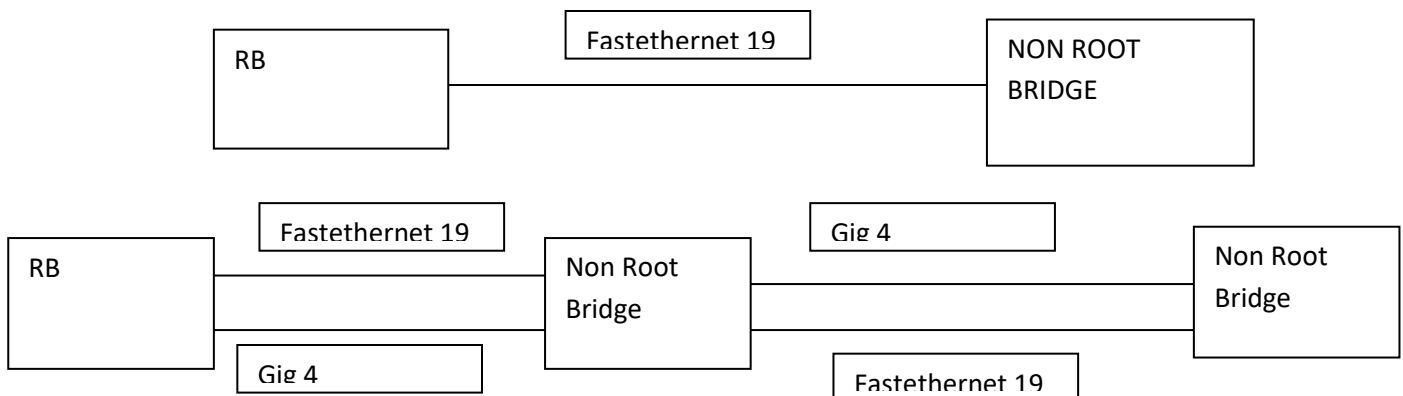 Fastethernet 19
RB
NON ROOT
BRIDGE
Fastethernet 19
Gig 4
RB
Non Root
Bridge
Non Root
Bridge
Gig 4
Fastethernet 19